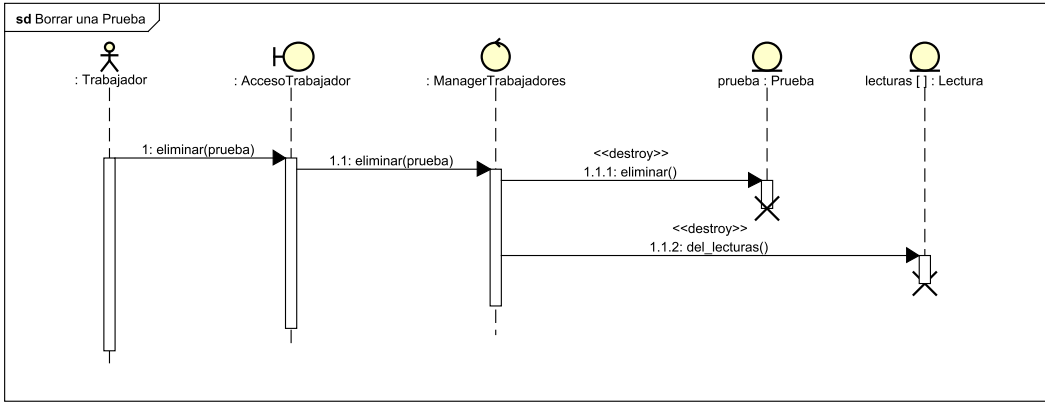 sd Borrar una Prueba
: Trabajador
: AccesoTrabajador
: ManagerTrabajadores
prueba : Prueba
lecturas [ ] : Lectura
1: eliminar(prueba)
1.1: eliminar(prueba)
<<destroy>>
1.1.1: eliminar()
<<destroy>>
1.1.2: del_lecturas()